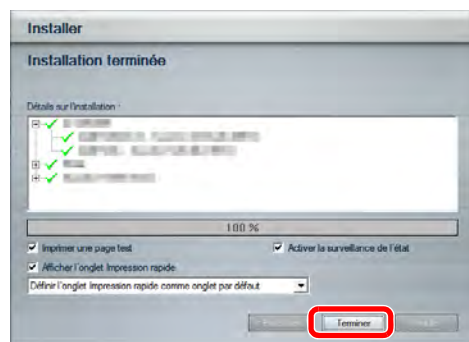 Installer
Installation terminée
Détails sur l'installation :
100 %
Imprimer une page test
Activer la surveillance de l'état
Afficher l'onglet Impression rapide
Définir l'onglet Impression rapide comme onglet par défaut
Terminer